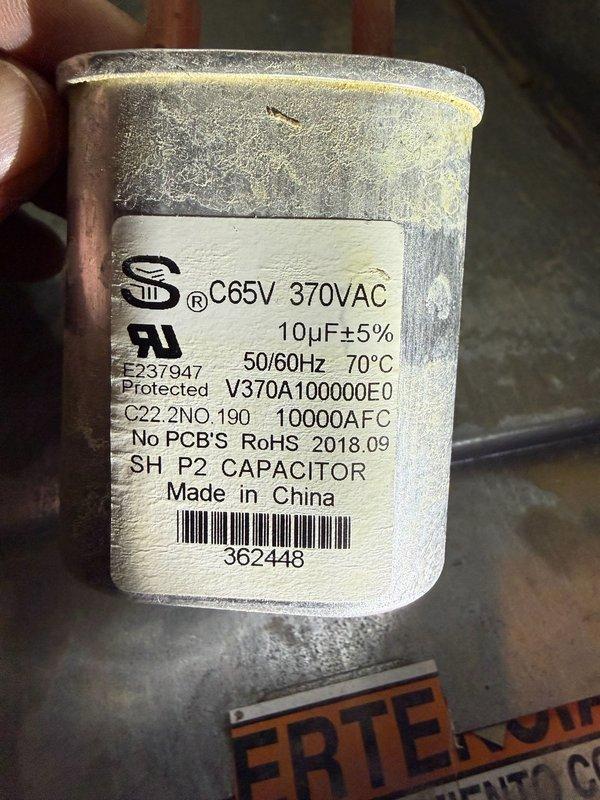 ® C65V 370VAC
10µF±5%
50/60Hz 70°C
E237947
Protected V370A100000E0
C22.2NO.190 10000AFC
No PCB'S RoHS 2018.09
SH P2 CAPACITOR
Made in China
362448
ERTE